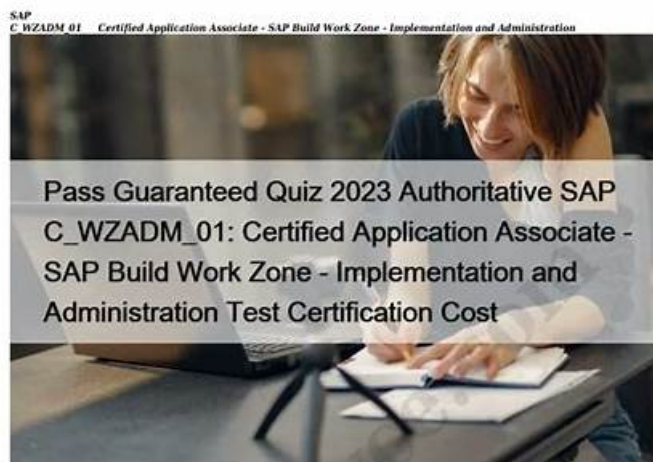 SAP
C_WZADM_01 Certified Application Associate - SAP Build Work Zone - Implementation and Administration
Pass Guaranteed Quiz 2023 Authoritative SAP
C_WZADM_01: Certified Application Associate -
SAP Build Work Zone - Implementation and
Administration Test Certification Cost